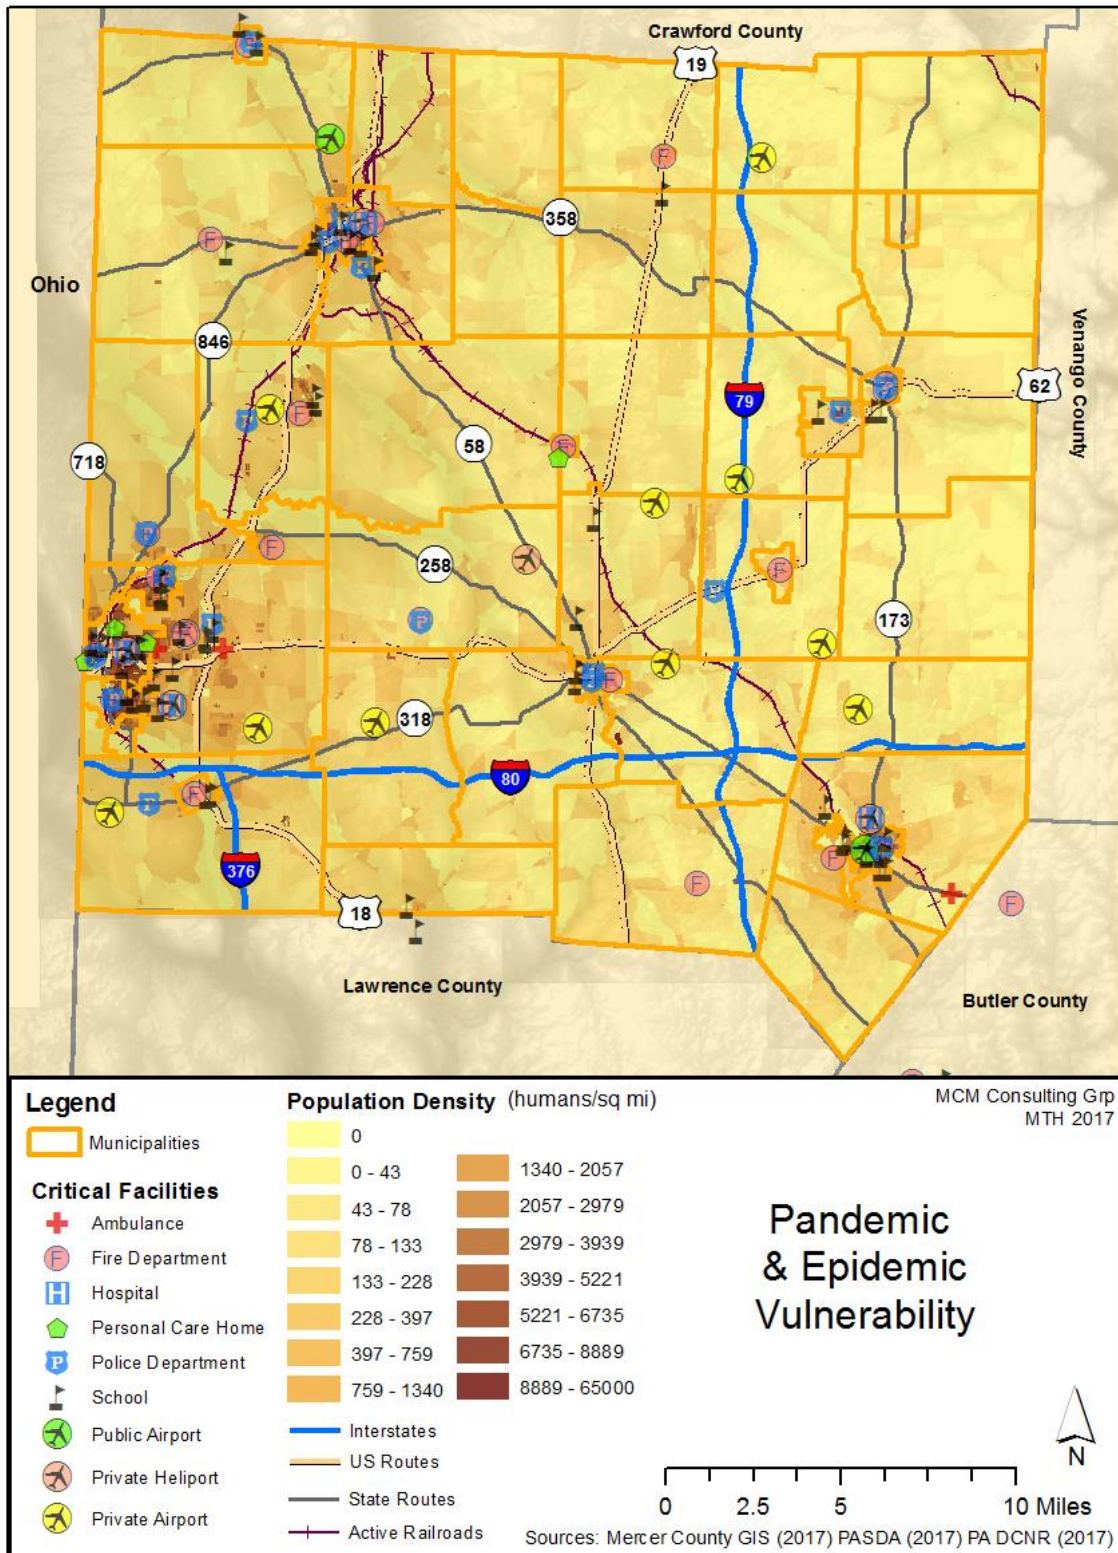 Crawford County
19
358
Ohio
846
Venango County
62
79
718
58
258
173
318
80
376
18
Lawrence County
Butler County
Legend
Municipalities
Critical Facilities
Ambulance
F Fire Department
H Hospital
Personal Care Home
P Police Department
School
Public Airport
Private Heliport
Private Airport
Population Density (humans/sq mi)
0
0 - 43
43 - 78
78 - 133
133 - 228
228 - 397
397 - 759
759 - 1340
1340 - 2057
2057 - 2979
2979 - 3939
3939 - 5221
5221 - 6735
6735 - 8889
8889 - 65000
Interstates
US Routes
State Routes
Active Railroads
MCM Consulting Grp
MTH 2017
Pandemic
& Epidemic
Vulnerability
N
0 2.5 5 10 Miles
Sources: Mercer County GIS (2017) PASDA (2017) PA DCNR (2017)